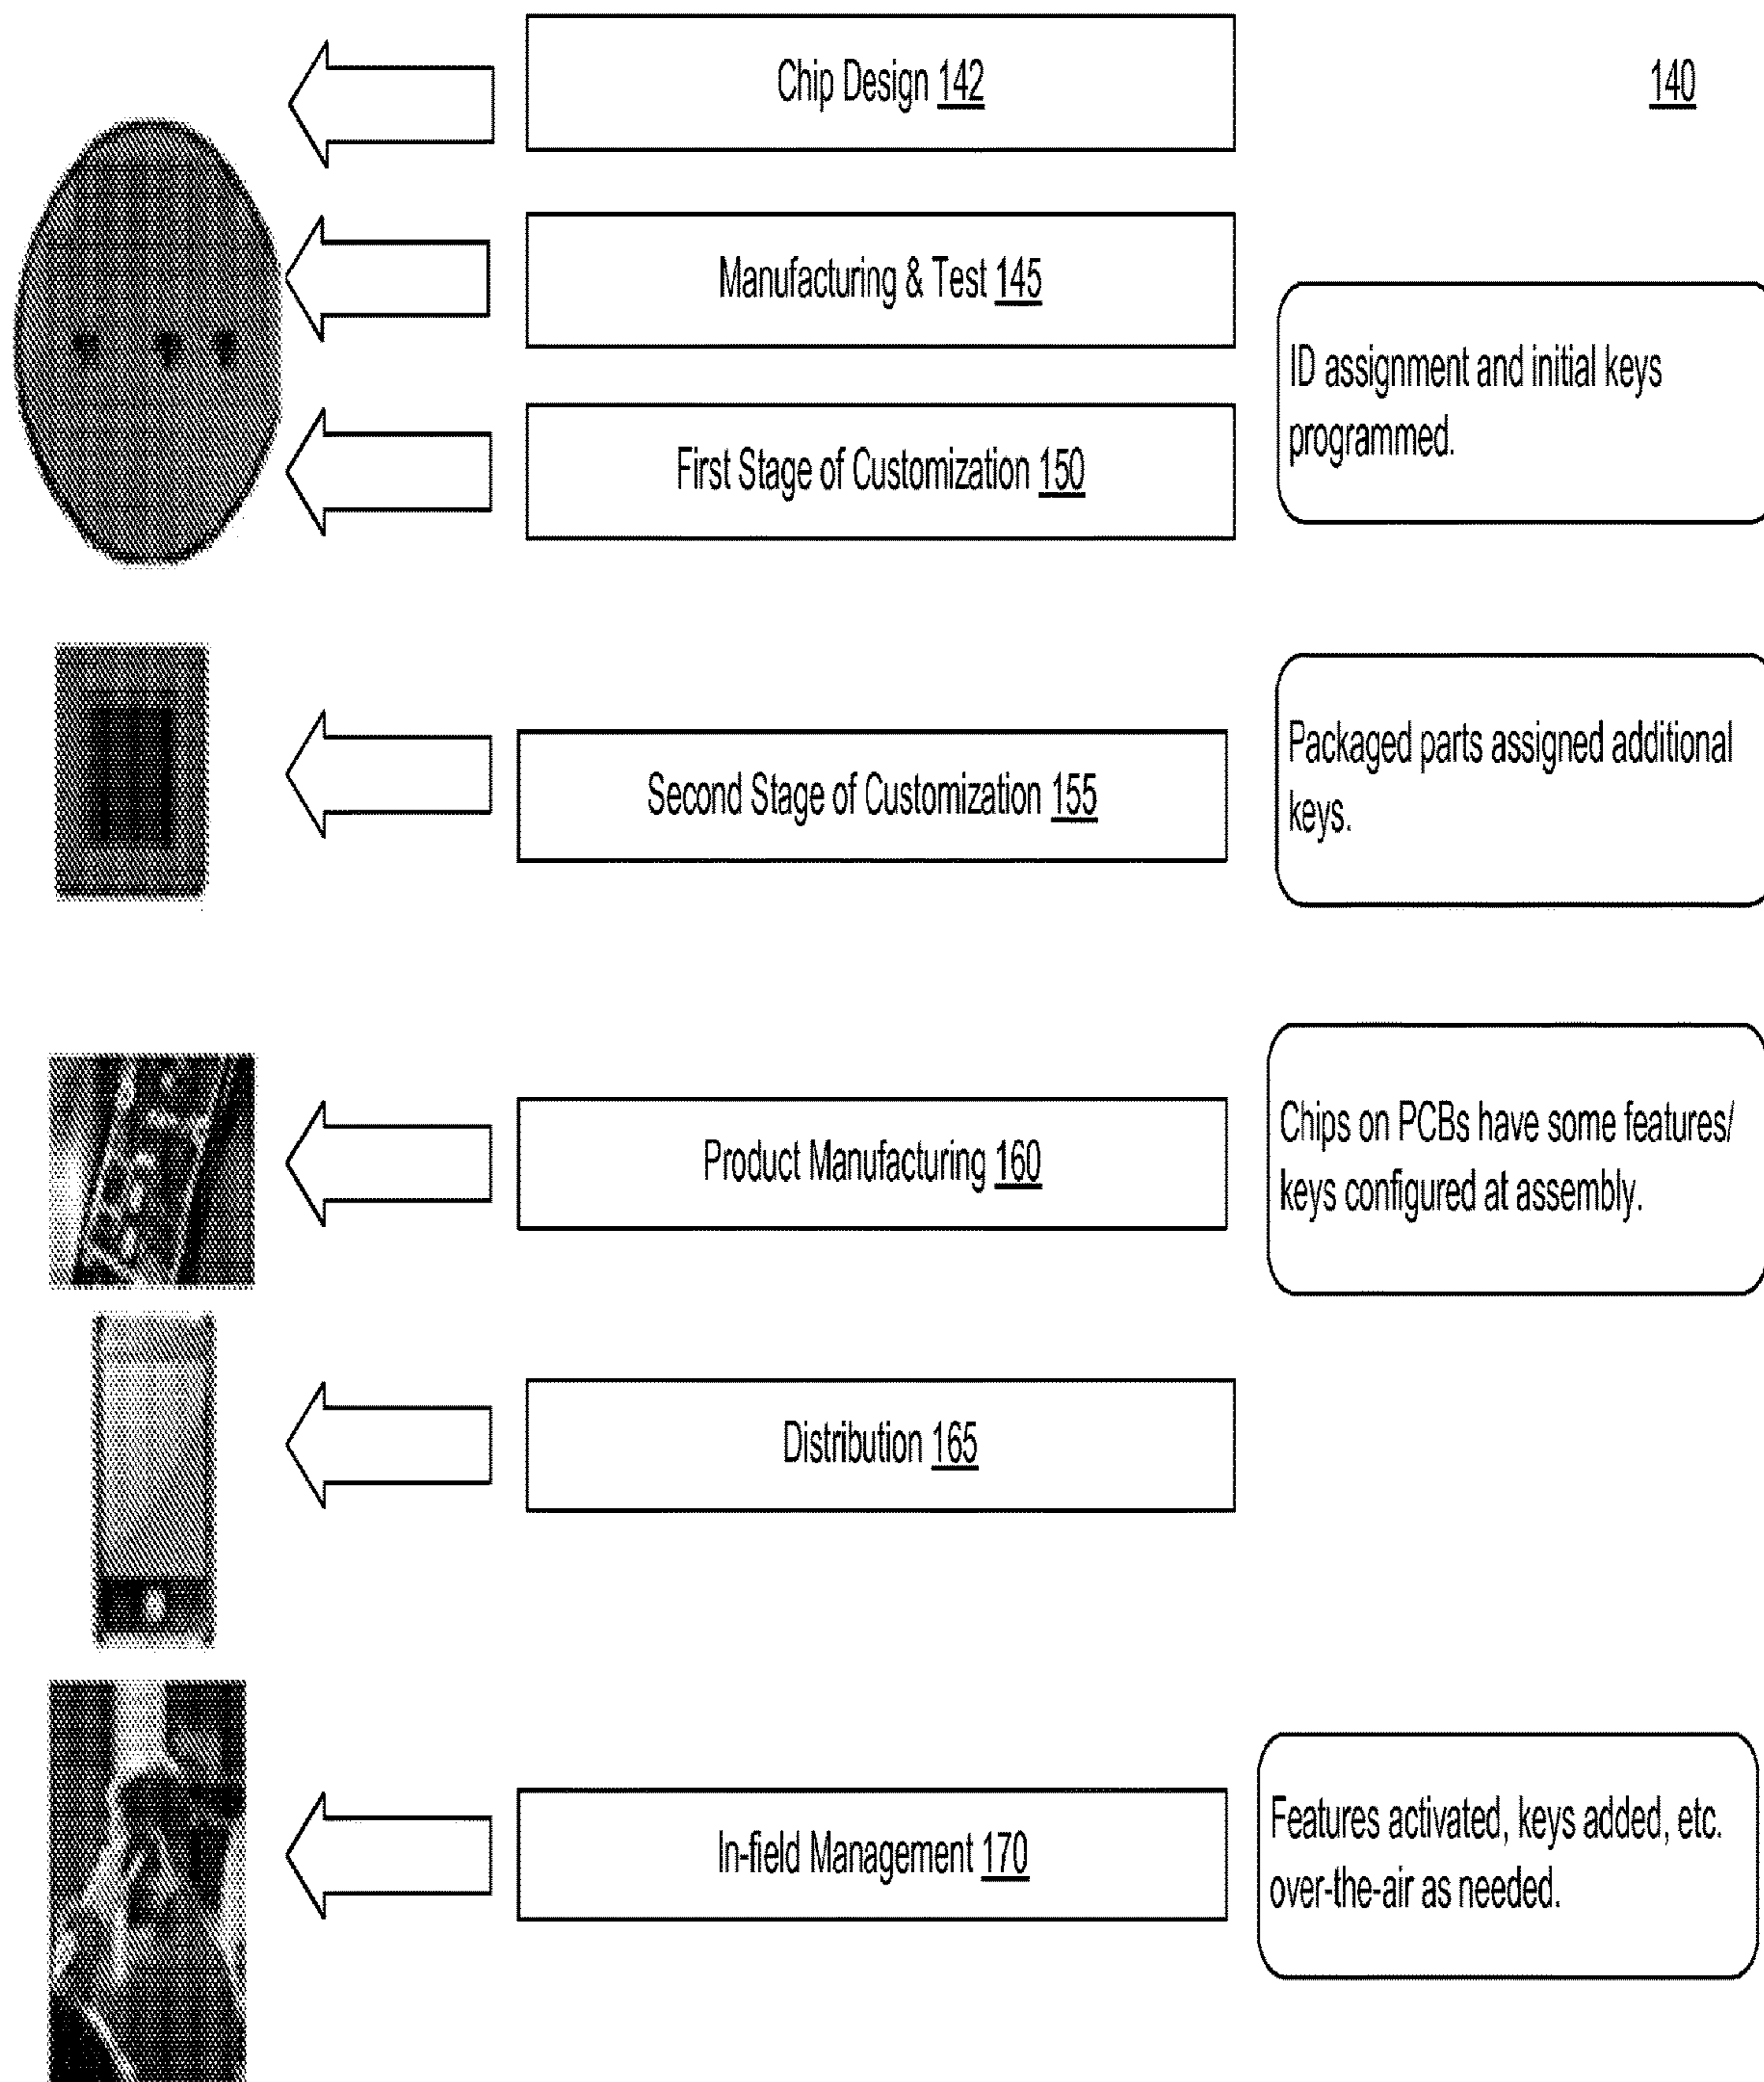 Chip Design 142
140
Manufacturing & Test 145
ID assignment and initial keys
programmed.
First Stage of Customization 150
Second Stage of Customization 155
Packaged parts assigned additional
keys.
Product Manufacturing 160
Chips on PCBs have some features/
keys configured at assembly.
Distribution 165
In-field Management 170
Features activated, keys added, etc.
over-the-air as needed.